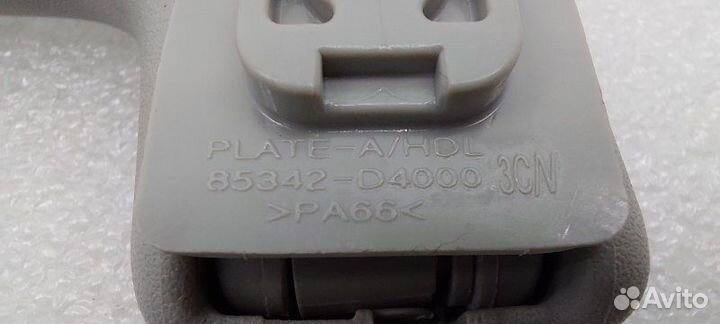 PLATE-A/HDL
85342-D4000 3CN
>PA66<
Avito